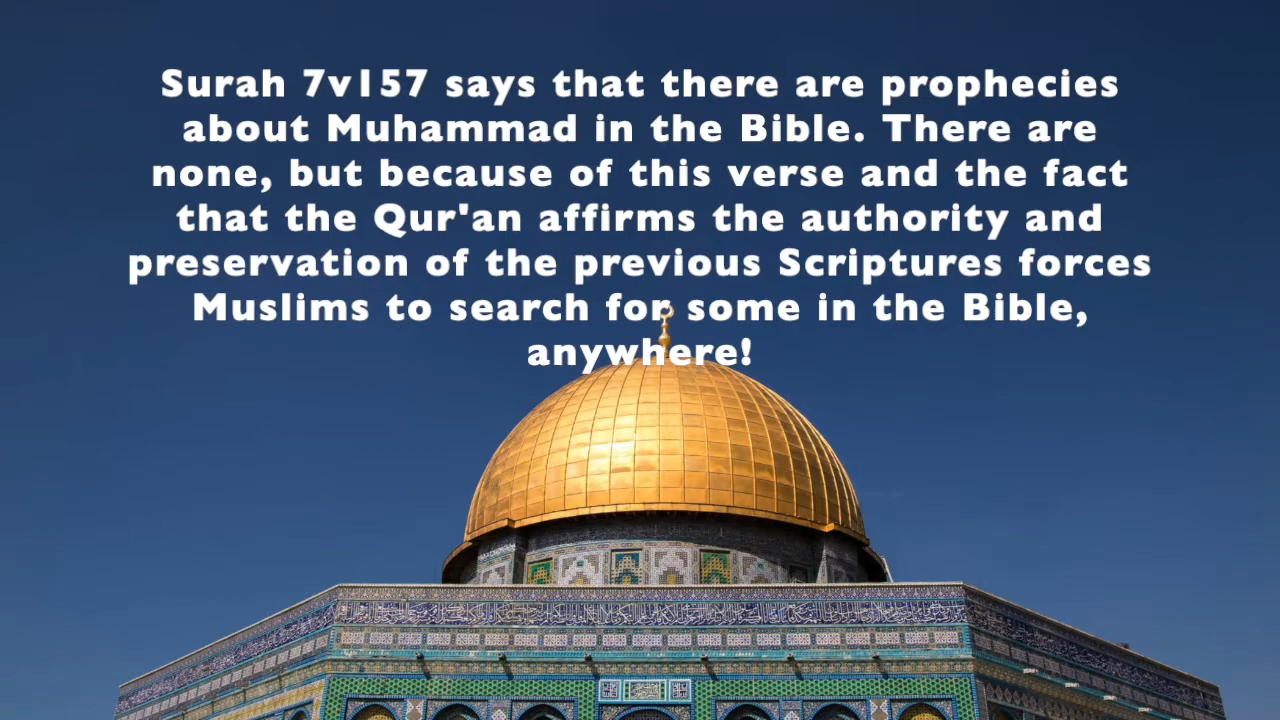 Surah 7v157 says that there are prophecies
about Muhammad in the Bible. There are
none, but because of this verse and the fact
that the Qur'an affirms the authority and
preservation of the previous Scriptures forces
Muslims to search for some in the Bible,
anywhere!